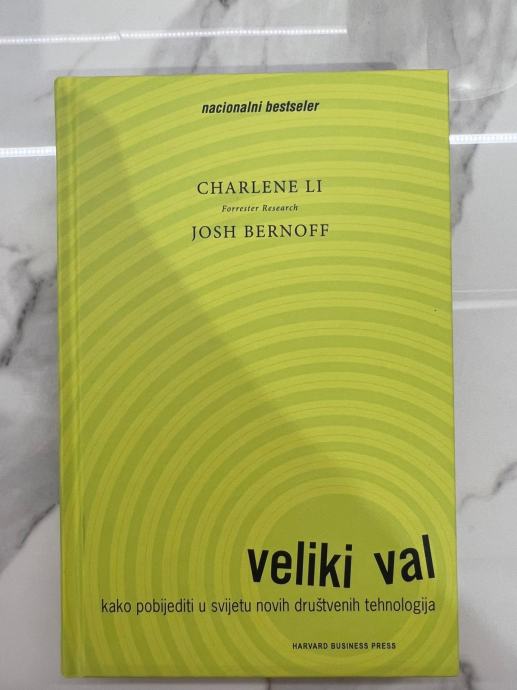 nacionalni bestseler
CHARLENE LI
Forrester Research
JOSH BERNOFF
veliki val
kako pobijediti u svijetu novih društvenih tehnologija
HARVARD BUSINESS PRESS